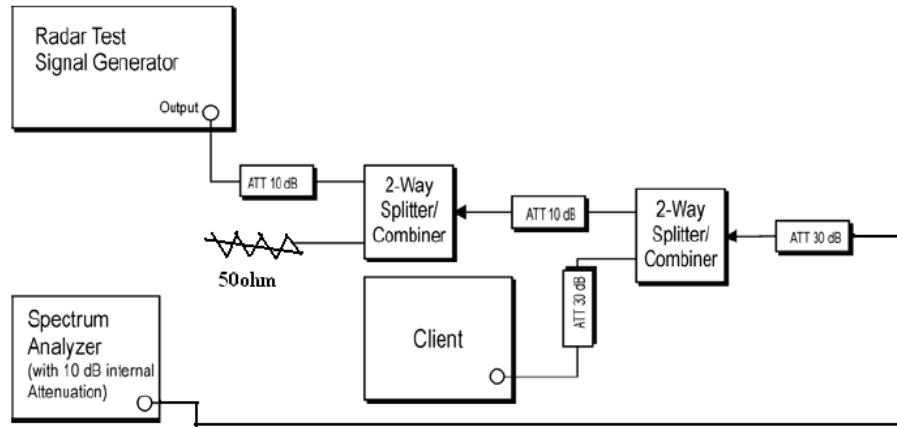 Radar Test
Signal Generator
Output
ATT 10 dB
2-Way
Splitter/
Combiner
ATT 10 dB
2-Way
Splitter/
Combiner
ATT 30 dB
50ohm
ATT 30 dB
Spectrum
Analyzer
(with 10 dB internal
Attenuation)
Client